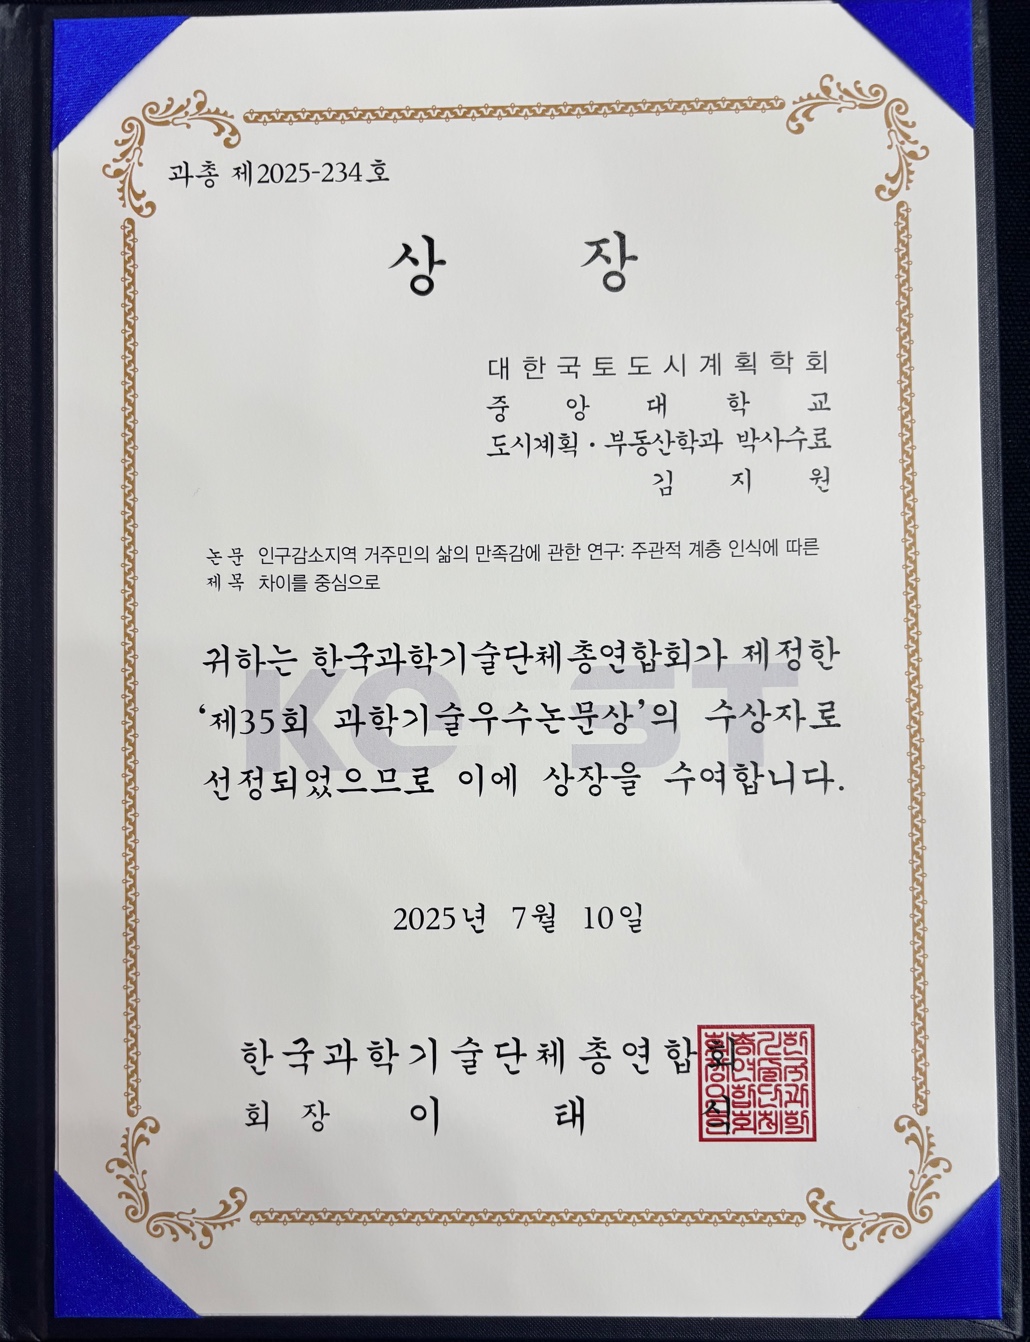 과총 제2025-234호
상 장
대한국토도시계획학회
중앙대학교
도시계획·부동산학과 박사수료
김지원
논문 인구감소지역 거주민의 삶의 만족감에 관한 연구: 주관적 계층 인식에 따른
제목 차이를 중심으로
귀하는 한국과학기술단체총연합회가 제정한
‘제35회 과학기술우수논문상’의 수상자로
선정되었으므로 이에 상장을 수여합니다.
2025년 7월 10일
한국과학기술단체총연합회
회장 이태식